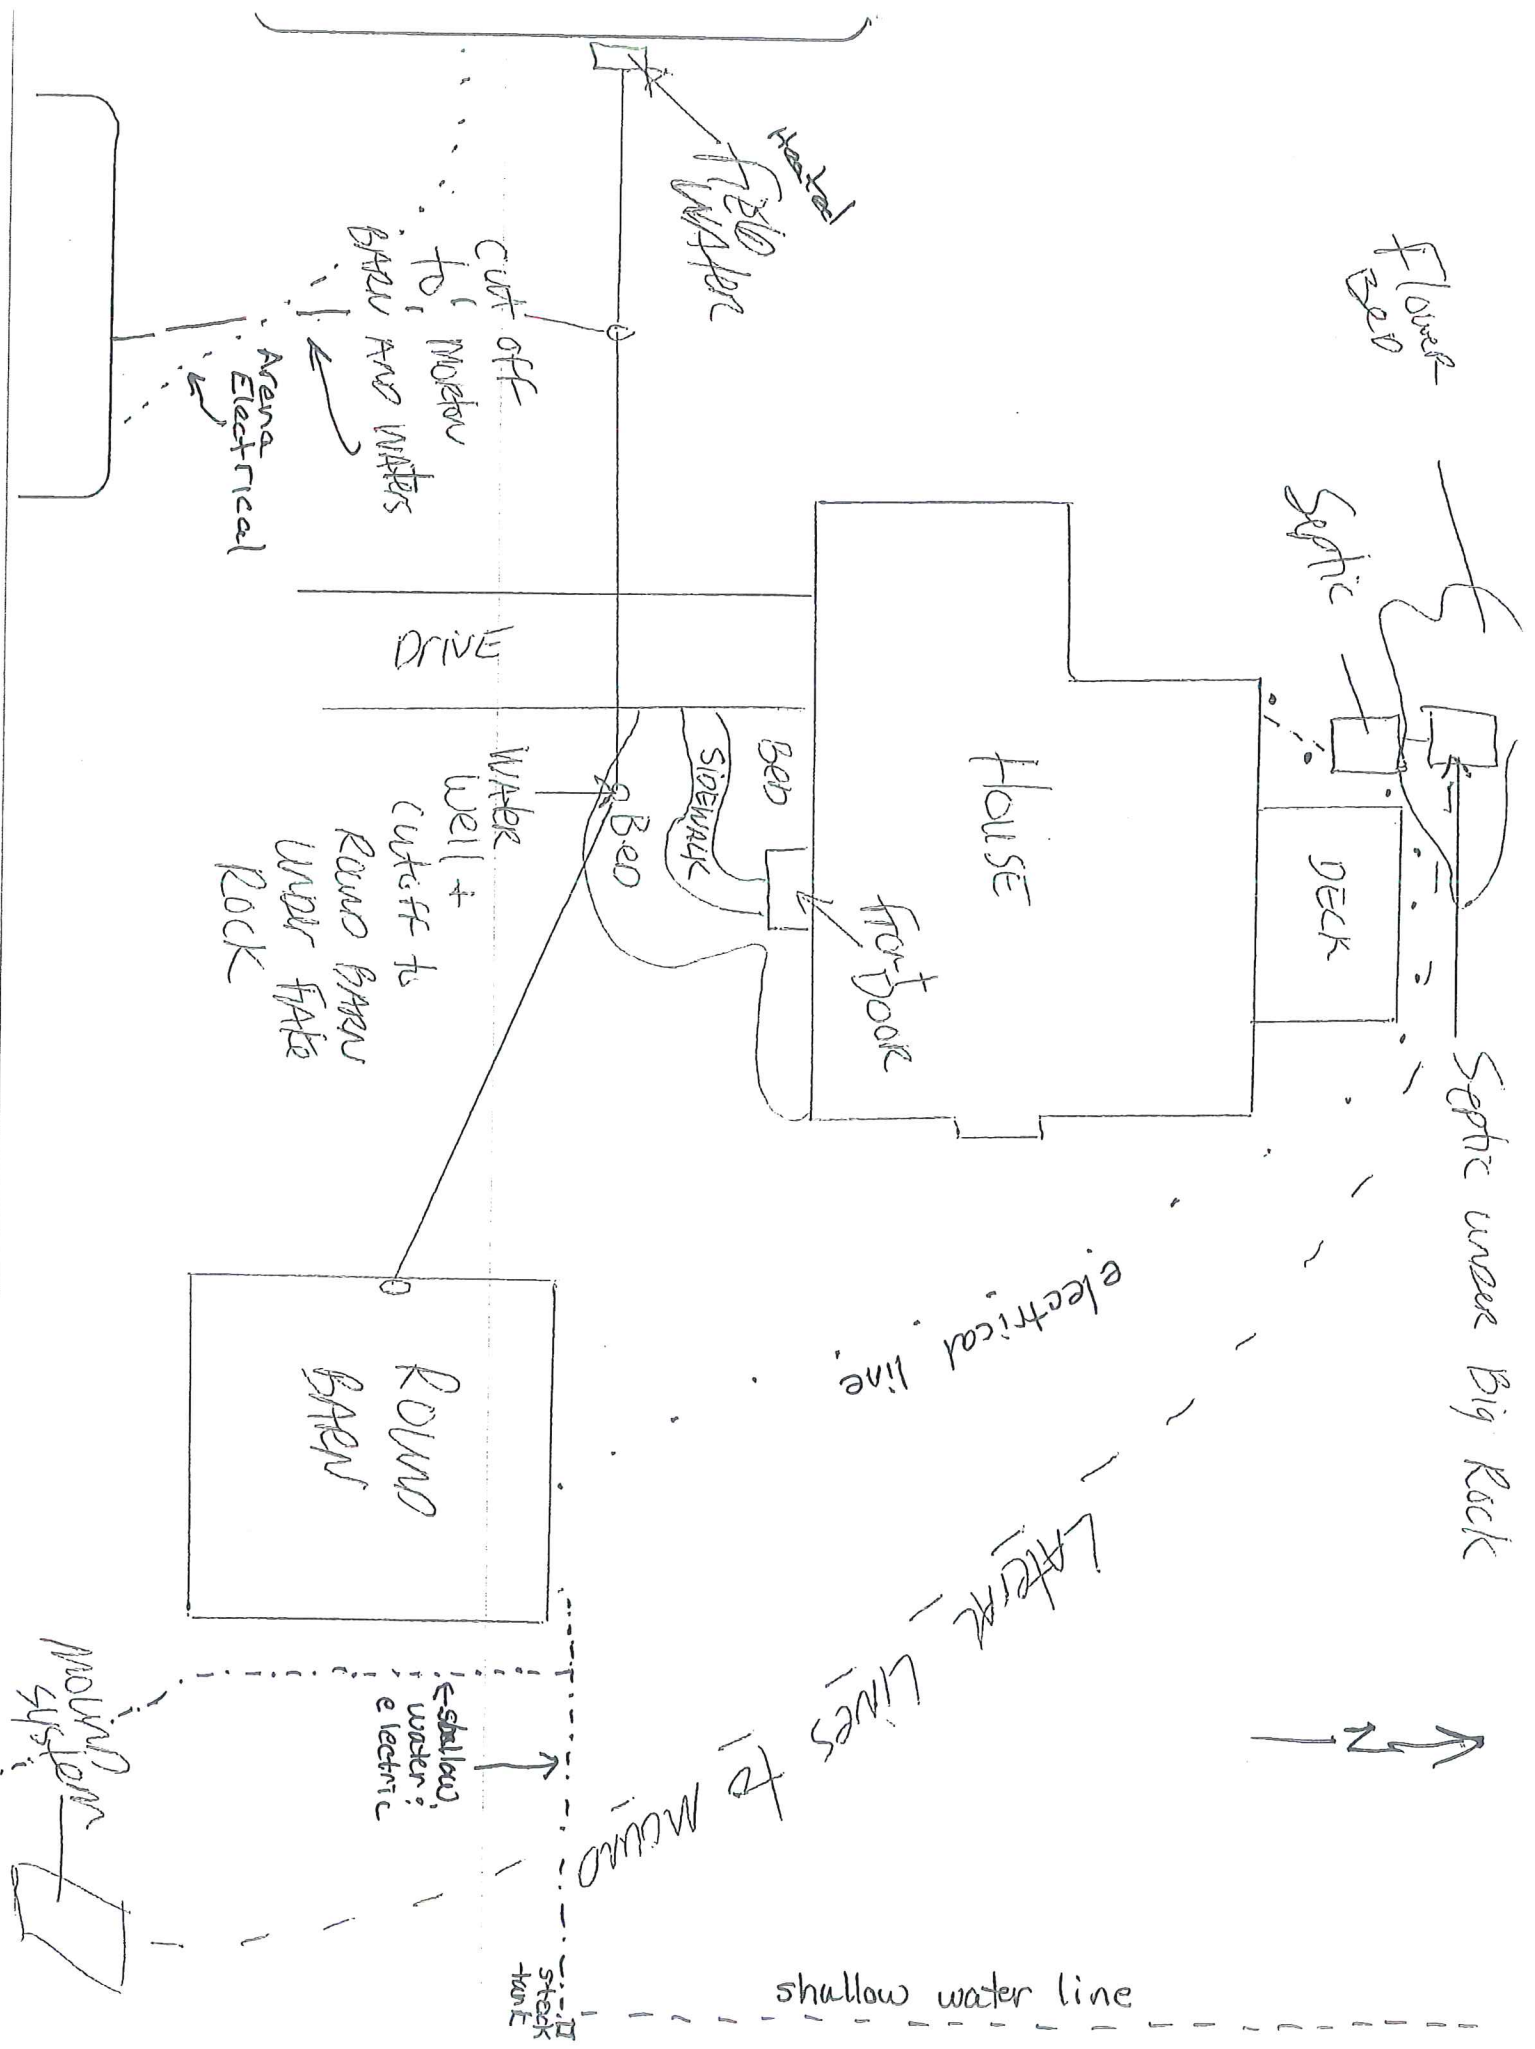 Heated
FIELD
WATER
Flower
BED
Cut off
to
Morton
BARN AND WATERS
Arena
Electrical
Septic
DRIVE
HOUSE
DECK
BED
SIDEWALK
BED
Front
DOOR
WATER
Well +
cutoff to
ROUND BARN
UNDER FAKE
ROCK
Septic under Big Rock
electrical line
ROUND
BARN
LATERAL LINES to MOUND
N
MOUND
SYSTEM
shallow
water &
electric
stock
tank
shallow water line